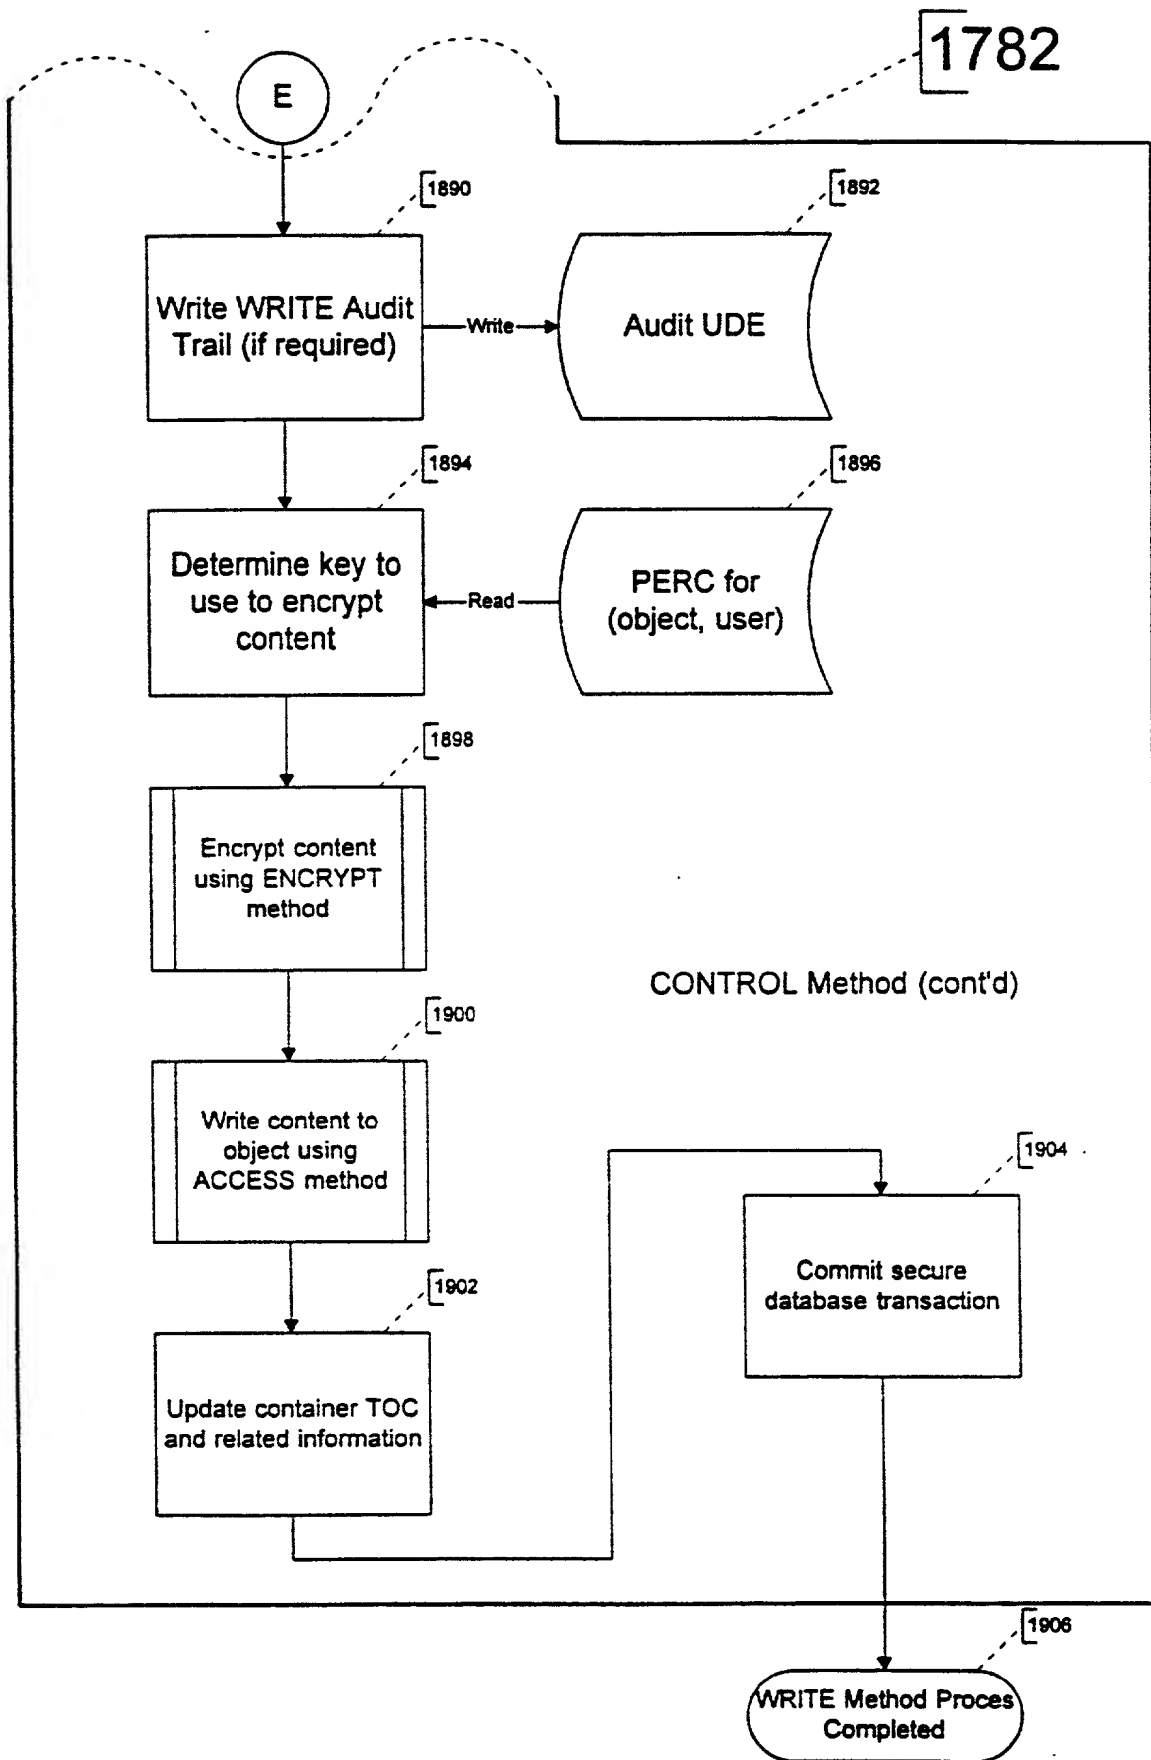 1782
E
1890
1892
Write WRITE Audit
Trail (if required)
Write
Audit UDE
1894
1896
Determine key to
use to encrypt
content
Read
PERC for
(object, user)
1898
Encrypt content
using ENCRYPT
method
CONTROL Method (cont'd)
1900
Write content to
object using
ACCESS method
1904
Commit secure
database transaction
1902
Update container TOC
and related information
1906
WRITE Method Proces
Completed